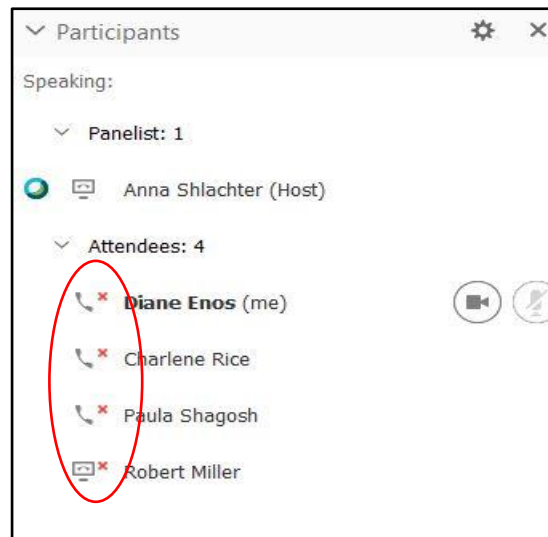 Participants
Speaking:
Panelist: 1
Anna Shlachter (Host)
Attendees: 4
Diane Enos (me)
Charlene Rice
Paula Shagosh
Robert Miller